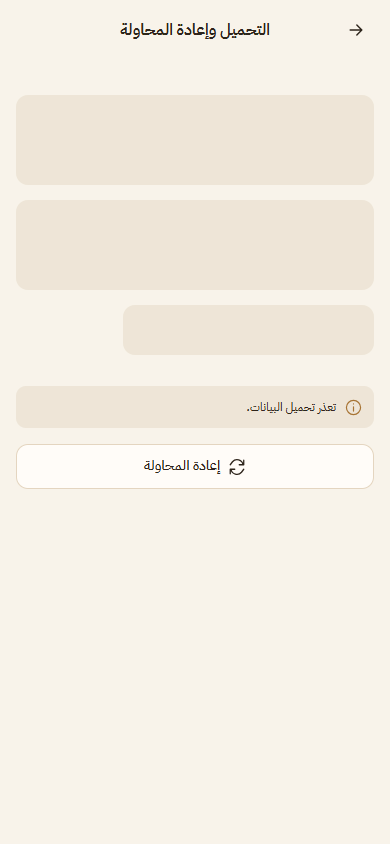 التحميل وإعادة المحاولة
تعذر تحميل البيانات.
إعادة المحاولة